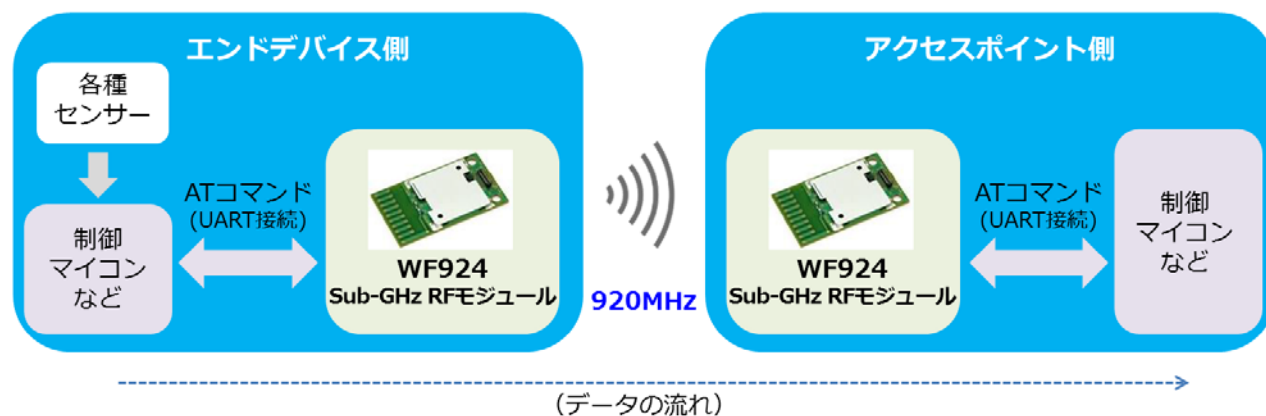 エンドデバイス側
各種
センサー
ATコマンド
(UART接続)
制御
マイコン
など
WF924
Sub-GHz RFモジュール
920MHz
アクセスポイント側
WF924
Sub-GHz RFモジュール
ATコマンド
(UART接続)
制御
マイコン
など
（データの流れ）